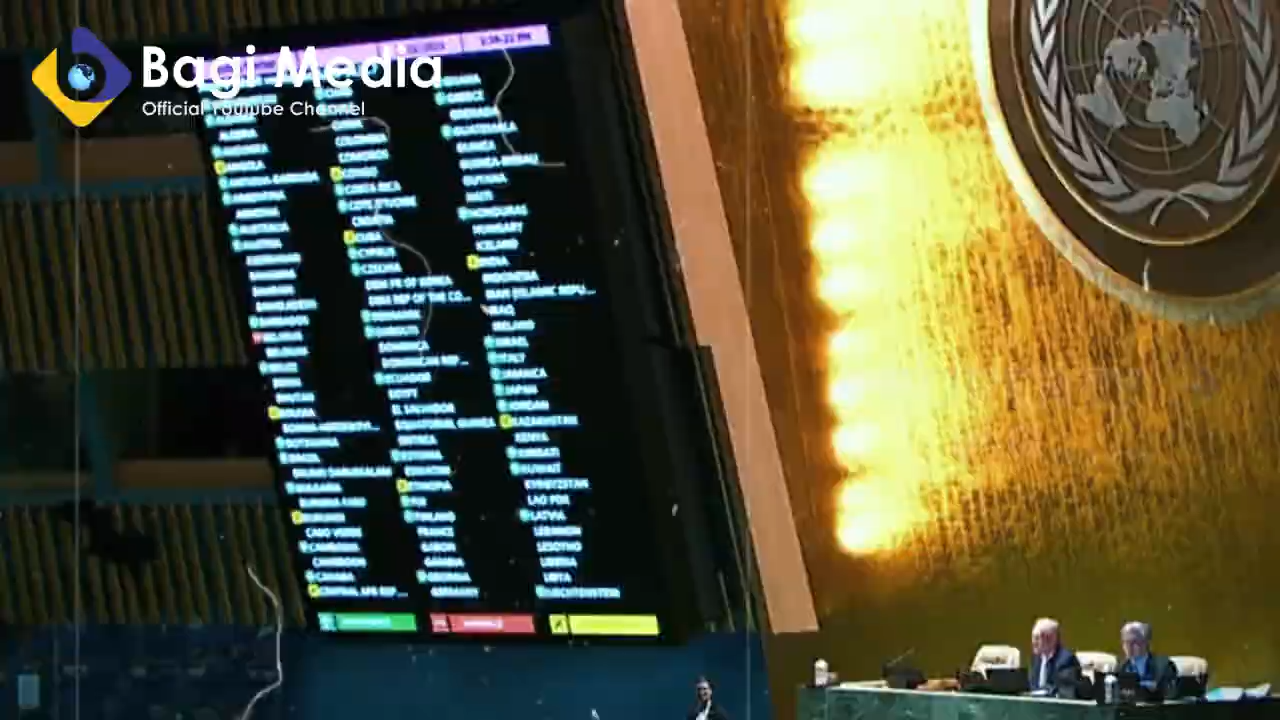 Bagi Media
Official Youtube Channel
GHANA
GREECE
GRENADA
GUATEMALA
GUINEA
GUINEA-BISSAU
GUYANA
HAITI
HONDURAS
HUNGARY
ICELAND
INDIA
INDONESIA
IRAN (ISLAMIC REPU...
IRAQ
IRELAND
ISRAEL
ITALY
JAMAICA
JAPAN
JORDAN
KAZAKHSTAN
KENYA
KIRIBATI
KUWAIT
KYRGYZSTAN
LAO PDR
LATVIA
LEBANON
LESOTHO
LIBERIA
LIBYA
LIECHTENSTEIN
COLOMBIA
COMOROS
CONGO
COSTA RICA
COTE D'IVOIRE
CROATIA
CUBA
CYPRUS
CZECHIA
DEM PR OF KOREA
DEM REP OF THE CO...
DENMARK
DJIBOUTI
DOMINICA
DOMINICAN REP...
ECUADOR
EGYPT
EL SALVADOR
EQUATORIAL GUINEA
ERITREA
ESTONIA
ESWATINI
ETHIOPIA
FIJI
FINLAND
FRANCE
GABON
GAMBIA
GEORGIA
GERMANY
ALGERIA
ANDORRA
ANGOLA
ANTIGUA-BARBUDA
ARGENTINA
ARMENIA
AUSTRALIA
AUSTRIA
AZERBAIJAN
BAHAMAS
BAHRAIN
BANGLADESH
BARBADOS
BELARUS
BELGIUM
BELIZE
BENIN
BHUTAN
BOLIVIA
BOSNIA-HERZEGOV...
BOTSWANA
BRAZIL
BRUNEI DARUSSALAM
BULGARIA
BURKINA FASO
BURUNDI
CABO VERDE
CAMBODIA
CAMEROON
CANADA
CENTRAL AFR REP...